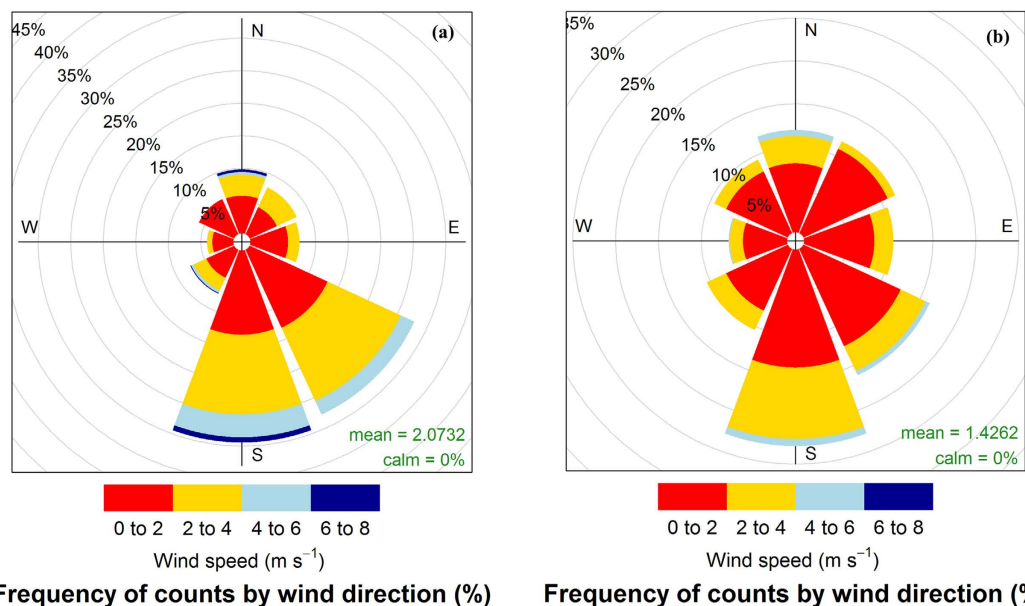 45%
40%
35%
30%
25%
20%
15%
10%
5%
N
(a)
W
E
S
mean = 2.0732
calm = 0%
0 to 2 2 to 4 4 to 6 6 to 8
Wind speed (m s⁻¹)
Frequency of counts by wind direction (%)
35%
30%
25%
20%
15%
10%
5%
N
(b)
W
E
S
mean = 1.4262
calm = 0%
0 to 2 2 to 4 4 to 6 6 to 8
Wind speed (m s⁻¹)
Frequency of counts by wind direction (%